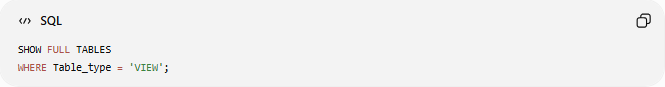 SQL
SHOW FULL TABLES
WHERE Table_type = 'VIEW';